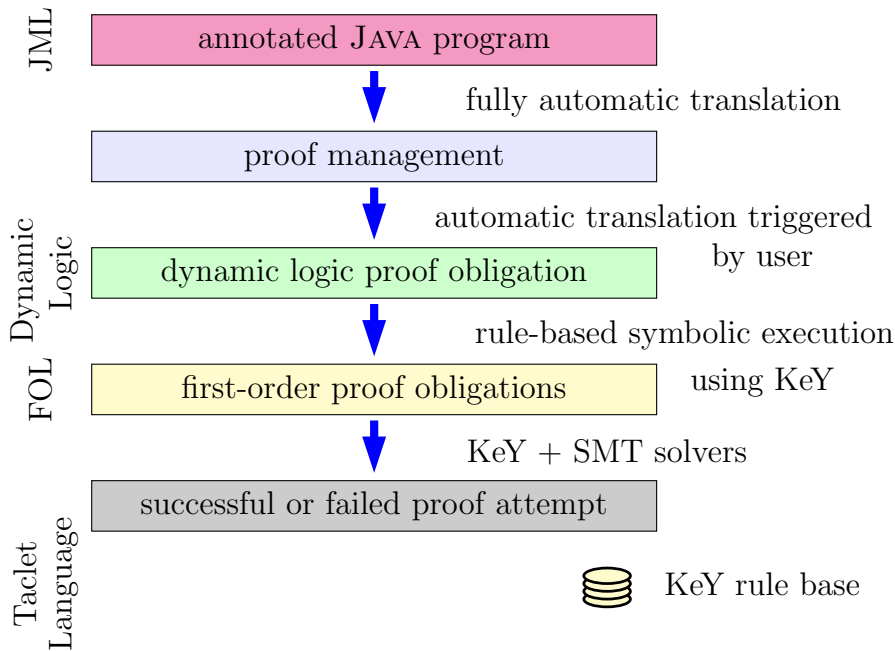 JML
annotated JAVA program
fully automatic translation
proof management
automatic translation triggered
by user
Dynamic
Logic
dynamic logic proof obligation
rule-based symbolic execution
using KeY
FOL
first-order proof obligations
KeY + SMT solvers
successful or failed proof attempt
Taclet
Language
KeY rule base